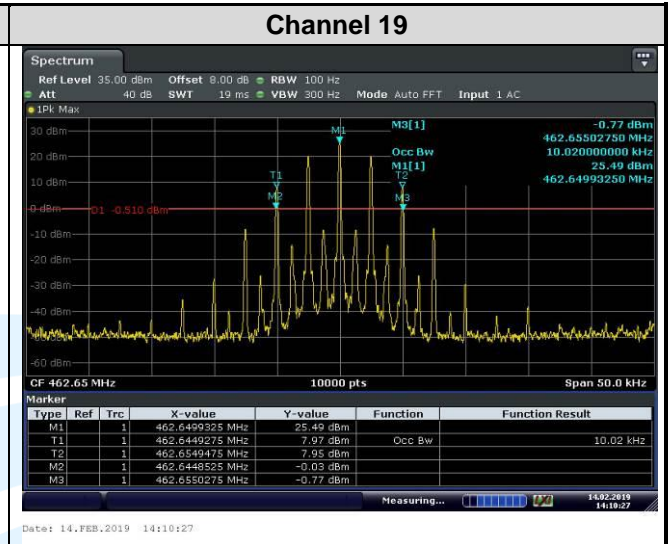 Channel 19
Spectrum
Ref Level 35.00 dBm Offset 8.00 dB RBW 100 Hz
Att 40 dB SWT 19 ms VBW 300 Hz Mode Auto FFT Input 1 AC
1Pk Max
M3[1] -0.77 dBm
462.65502750 MHz
Occ Bw 10.020000000 kHz
M1[1] 25.49 dBm
462.64993250 MHz
30 dBm
20 dBm
10 dBm
0 dBm
D1 -0.510 dBm
-10 dBm
-20 dBm
-30 dBm
-40 dBm
-60 dBm
M1
T1
T2
M2
M3
CF 462.65 MHz 10000 pts Span 50.0 kHz
Marker
Type Ref Trc X-value Y-value Function Function Result
M1 1 462.6499325 MHz 25.49 dBm
T1 1 462.6449275 MHz 7.97 dBm Occ Bw 10.02 kHz
T2 1 462.6549475 MHz 7.95 dBm
M2 1 462.6448525 MHz -0.03 dBm
M3 1 462.6550275 MHz -0.77 dBm
Measuring... 14.02.2019
14:10:27
Date: 14.FEB.2019 14:10:27